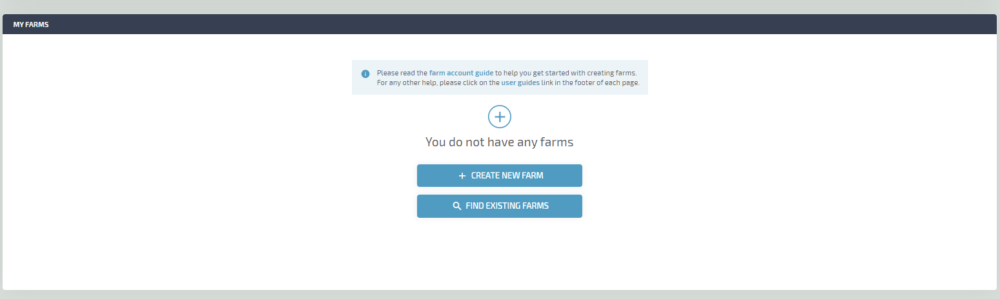 MY FARMS
Please read the farm account guide to help you get started with creating farms.
For any other help, please click on the user guides link in the footer of each page.
You do not have any farms
CREATE NEW FARM
FIND EXISTING FARMS